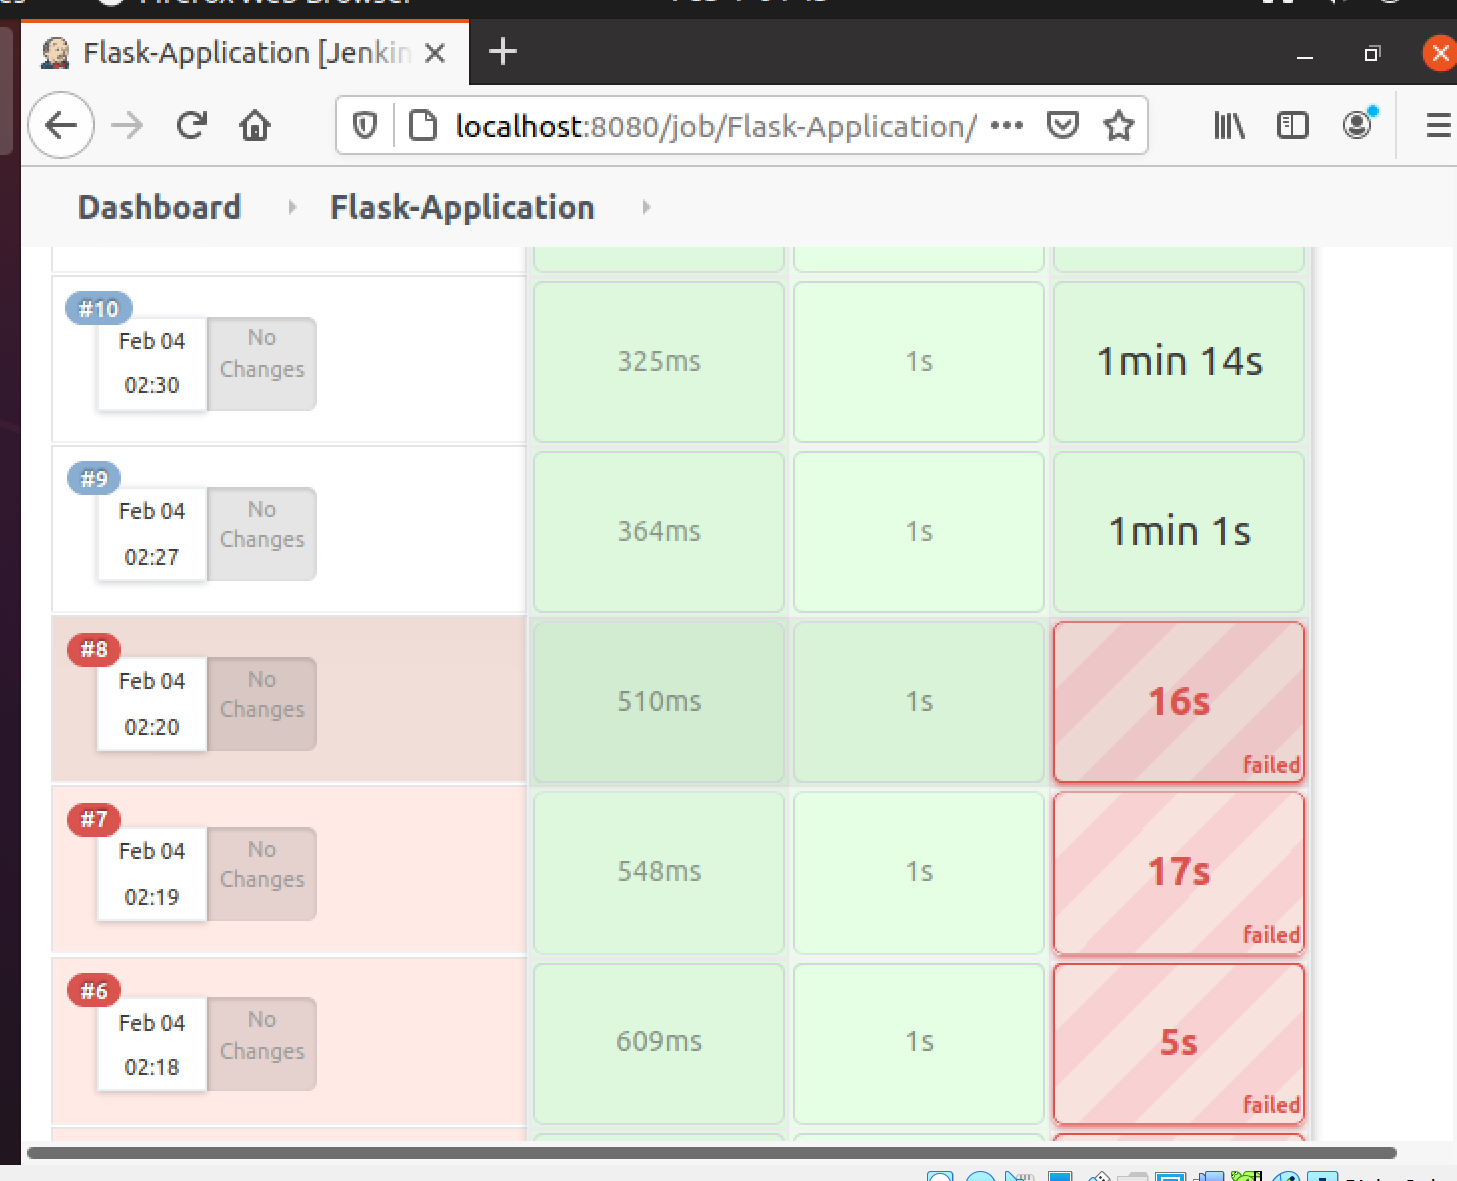 Firefox Web Browser
Flask-Application [Jenkin
localhost:8080/job/Flask-Application/
Dashboard
Flask-Application
#10
Feb 04
02:30
No
Changes
325ms
1s
1min 14s
#9
Feb 04
02:27
No
Changes
364ms
1s
1min 1s
#8
Feb 04
02:20
No
Changes
510ms
1s
16s
failed
#7
Feb 04
02:19
No
Changes
548ms
1s
17s
failed
#6
Feb 04
02:18
No
Changes
609ms
1s
5s
failed